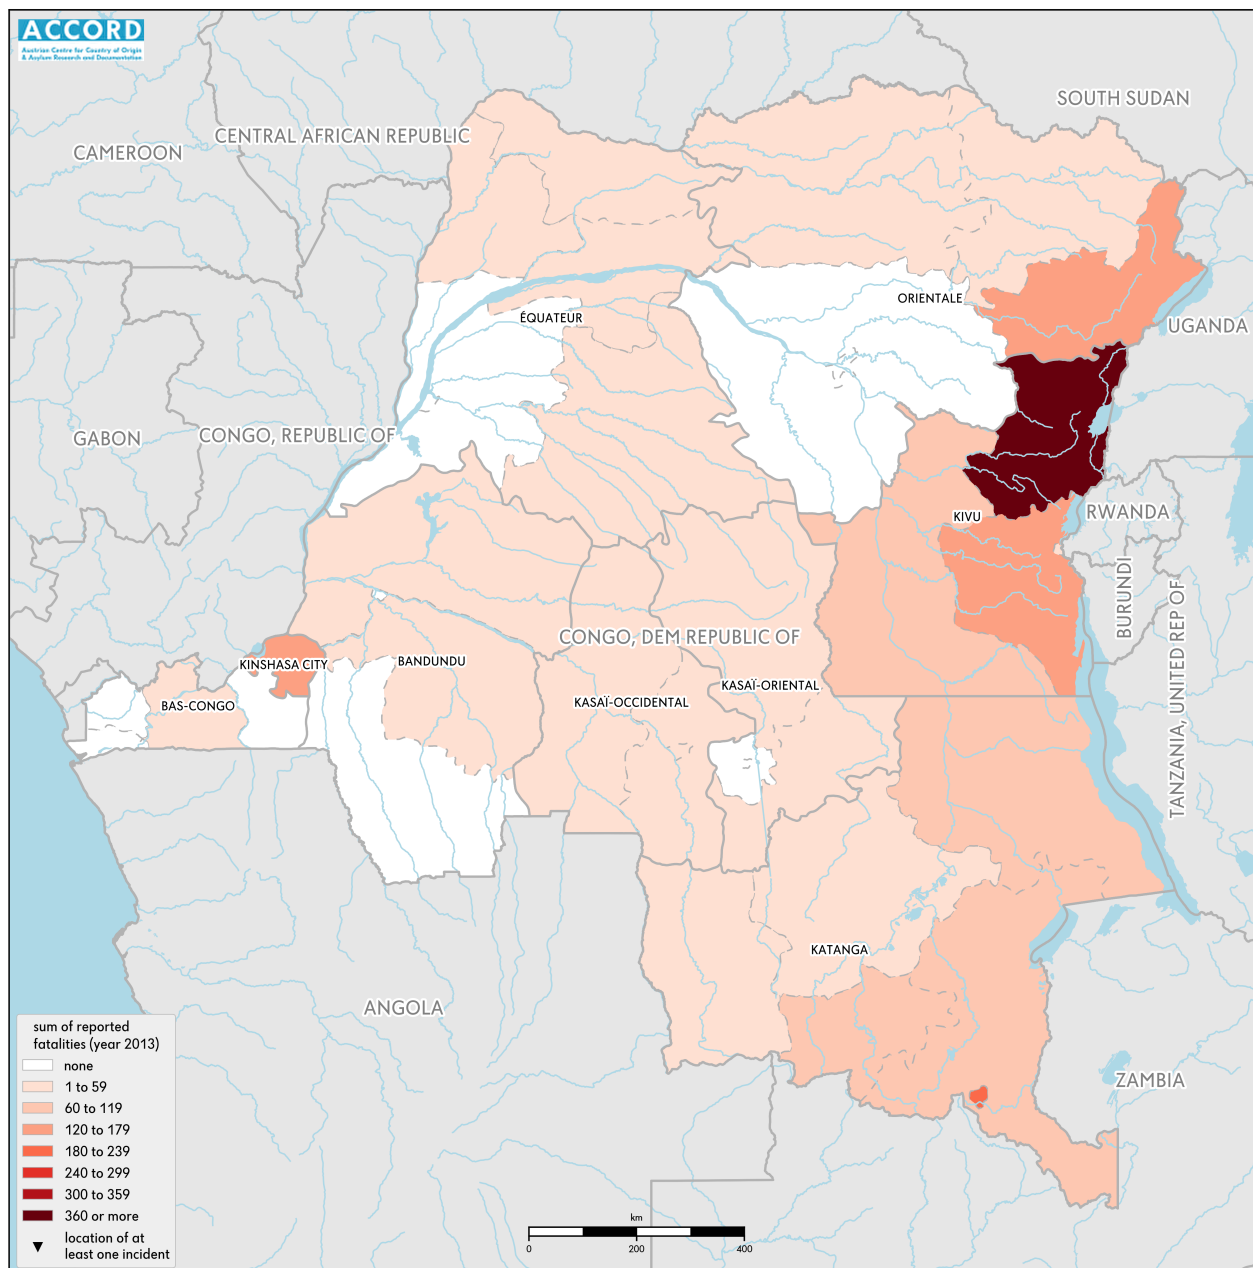 ACCORD
Austrian Centre for Country of Origin
& Asylum Research and Documentation
SOUTH SUDAN
CENTRAL AFRICAN REPUBLIC
CAMEROON
ORIENTALE
ÉQUATEUR
UGANDA
GABON
CONGO, REPUBLIC OF
KIVU
RWANDA
BURUNDI
TANZANIA, UNITED REP OF
CONGO, DEM REPUBLIC OF
KINSHASA CITY
BANDUNDU
KASAÏ-ORIENTAL
KASAÏ-OCCIDENTAL
BAS-CONGO
KATANGA
ANGOLA
ZAMBIA
sum of reported
fatalities (year 2013)
none
1 to 59
60 to 119
120 to 179
180 to 239
240 to 299
300 to 359
360 or more
location of at
least one incident
km
0 200 400